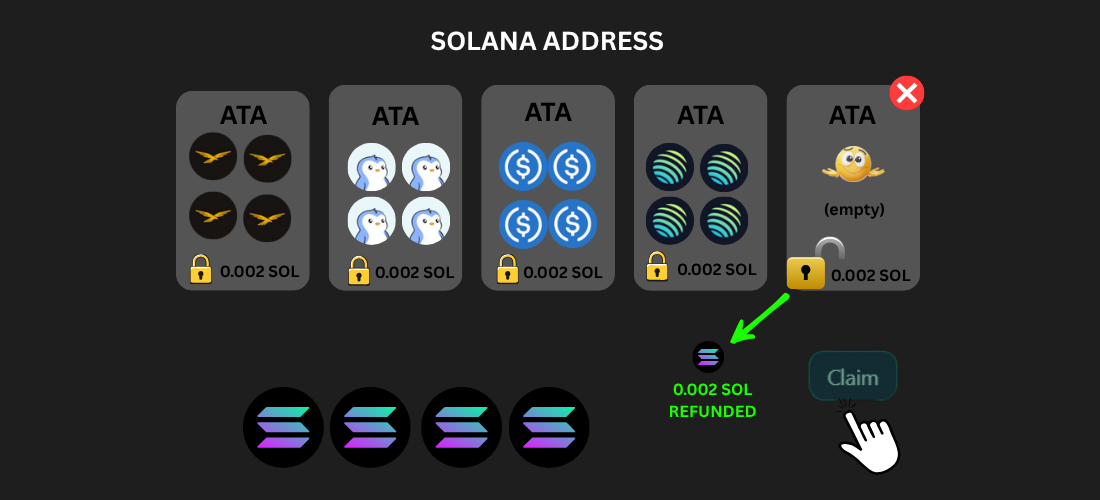 SOLANA ADDRESS
ATA
0.002 SOL
ATA
0.002 SOL
ATA
0.002 SOL
ATA
0.002 SOL
ATA
(empty)
0.002 SOL
0.002 SOL
REFUNDED
Claim